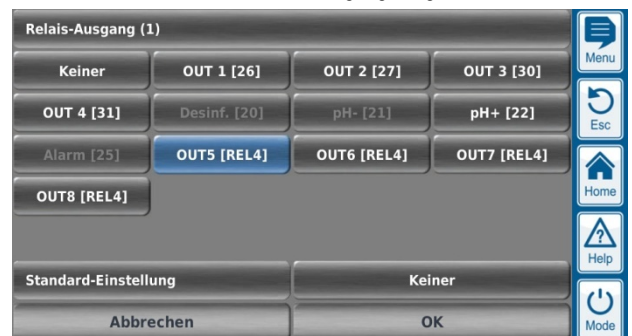 Relais-Ausgang (1)
Menu
Keiner
OUT 1 [26]
OUT 2 [27]
OUT 3 [30]
OUT 4 [31]
Desinf. [20]
pH- [21]
pH+ [22]
Esc
Alarm [25]
OUT5 [REL4]
OUT6 [REL4]
OUT7 [REL4]
Home
OUT8 [REL4]
Help
Standard-Einstellung
Keiner
Abbrechen
OK
Mode